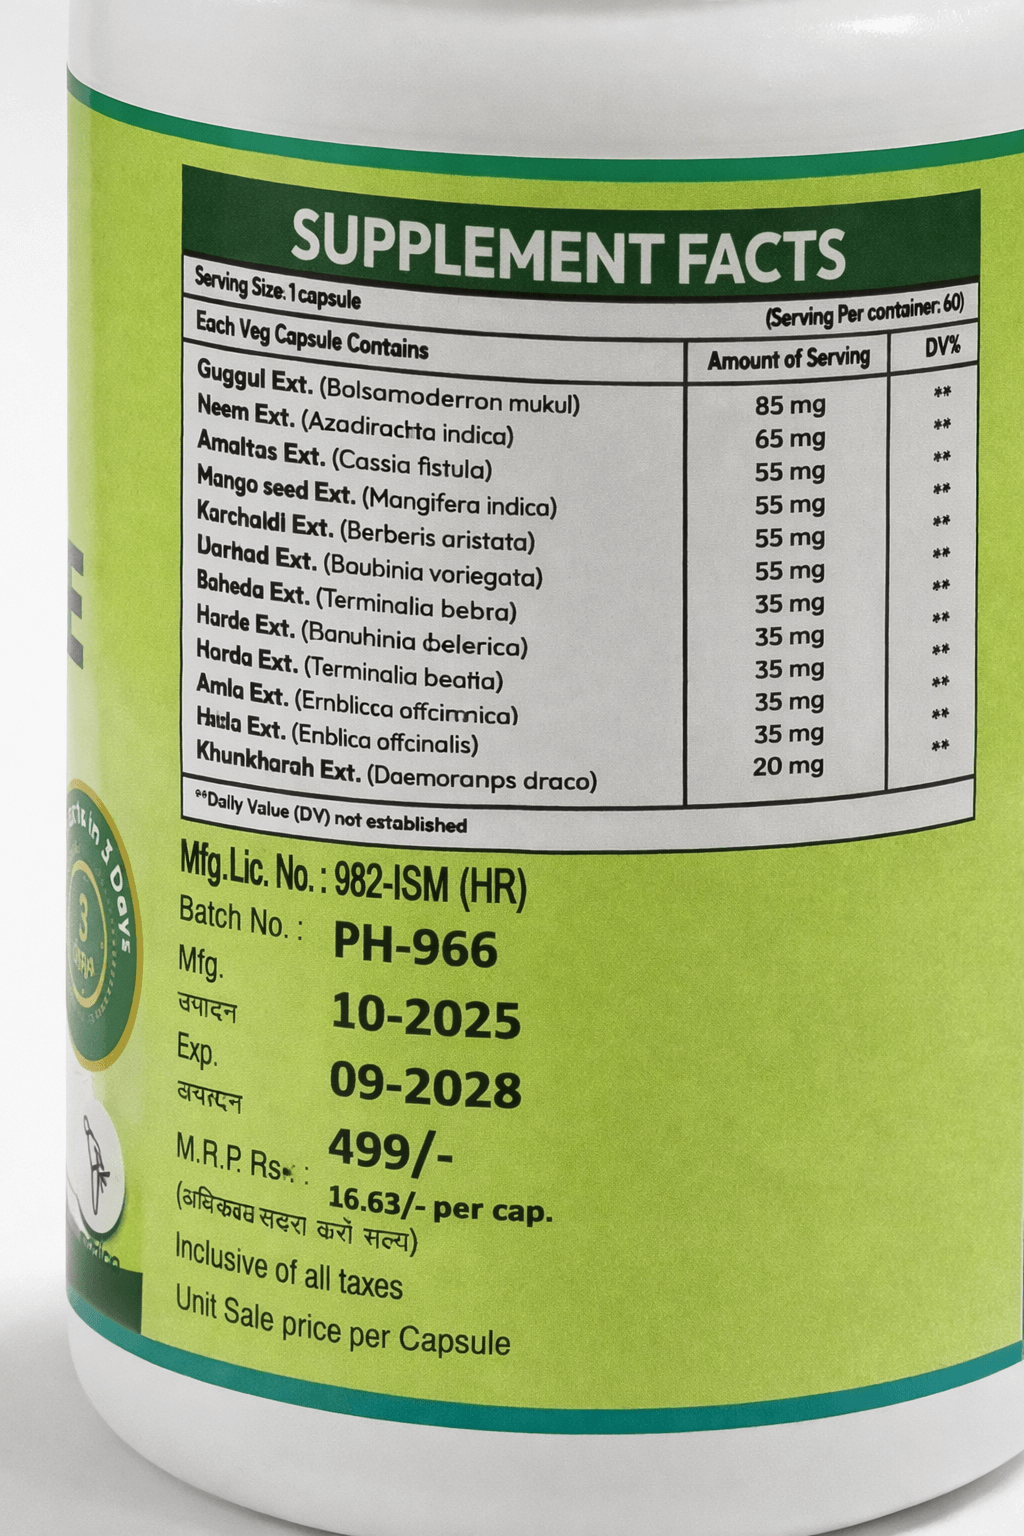 SUPPLEMENT FACTS
Serving Size. 1 capsule (Serving Per container: 60)
Each Veg Capsule Contains Amount of Serving DV%
Guggul Ext. (Bolsamoderron mukul) 85 mg **
Neem Ext. (Azadirachta indica) 65 mg **
Amaltas Ext. (Cassia fistula) 55 mg **
Mango seed Ext. (Mangifera indica) 55 mg **
Karchaldi Ext. (Berberis aristata) 55 mg **
Ext. (Boubinia voriegata) 55 mg **
Baheda Ext. (Terminalia bebra) 35 mg **
Harde Ext. (Banuhinia belerica) 35 mg **
Harda Ext. (Terminalia) 35 mg **
Amla Ext. 35 mg **
Ext. (Enblica offcinalis) 35 mg **
Khunkharah Ext. (Daemoranps draco) 20 mg **
**Daily Value (DV) not established
Mfg.Lic. No. : 982-ISM (HR)
Batch No. : PH-966
Mfg. 10-2025
उपादन
Exp. 09-2028
M.R.P. Rs. : 499/-
16.63/- per cap.
Inclusive of all taxes
Unit Sale price per Capsule
E
in 3 Days
3